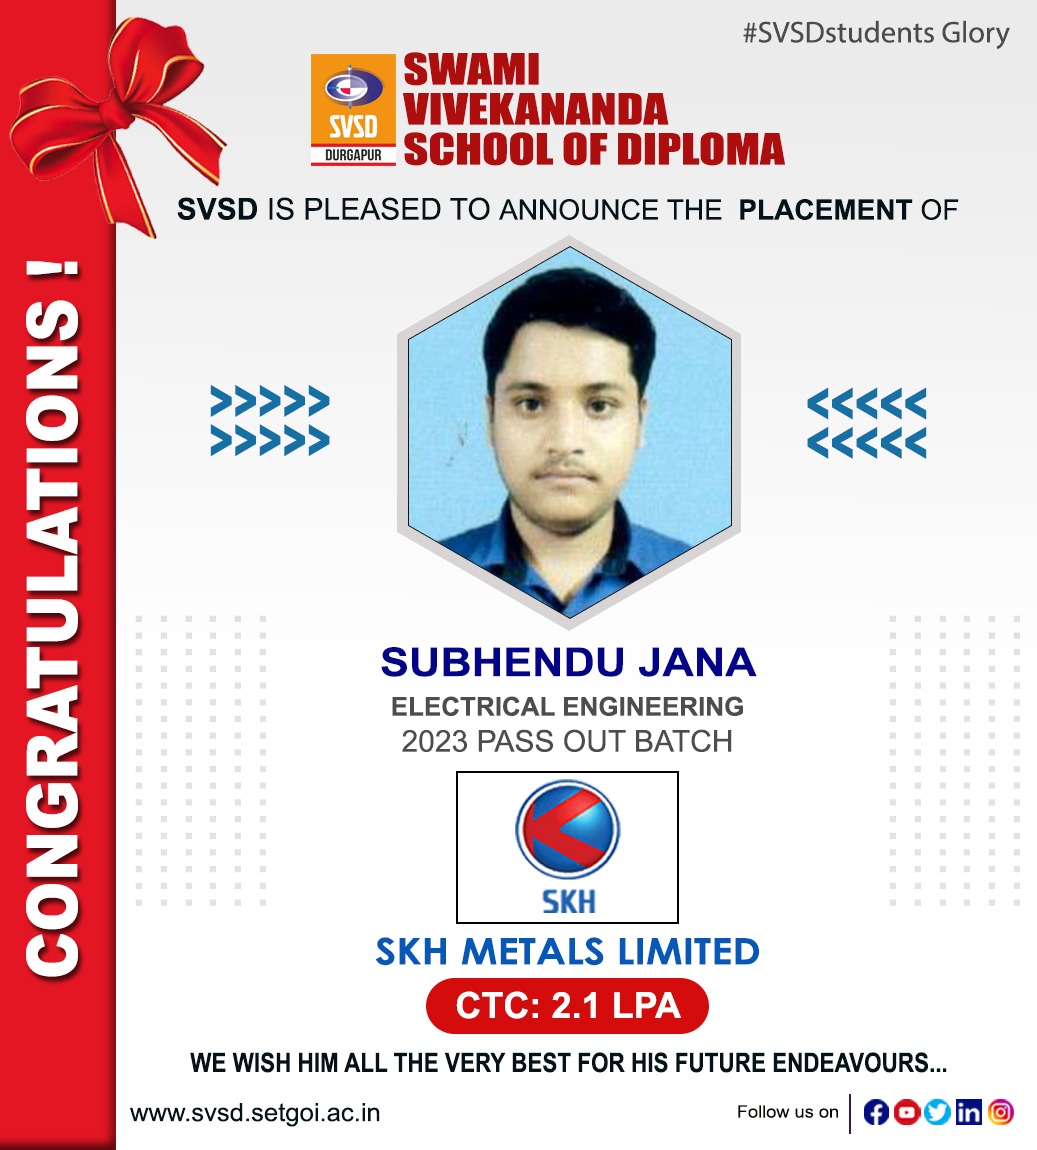 #SVSDstudents Glory
SVSD
DURGAPUR
SWAMI
VIVEKANANDA
SCHOOL OF DIPLOMA
SVSD IS PLEASED TO ANNOUNCE THE PLACEMENT OF
CONGRATULATIONS !
SUBHENDU JANA
ELECTRICAL ENGINEERING
2023 PASS OUT BATCH
SKH
SKH METALS LIMITED
CTC: 2.1 LPA
WE WISH HIM ALL THE VERY BEST FOR HIS FUTURE ENDEAVOURS...
www.svsd.setgoi.ac.in
Follow us on